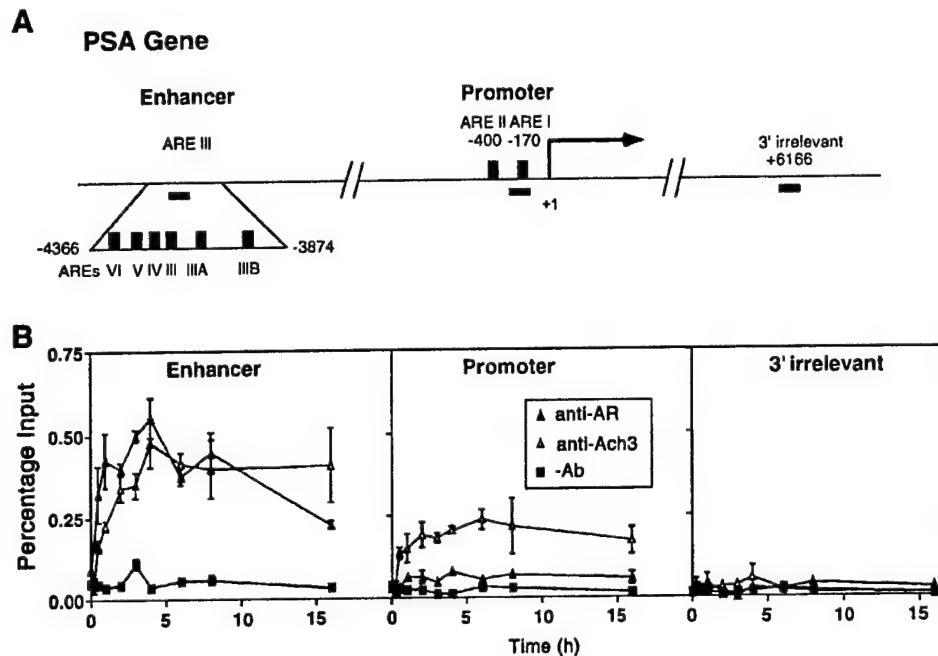 A
PSA Gene
Enhancer
Promoter
ARE III
ARE II ARE I
-400 -170
3' irrelevant
+6166
+1
-4366
-3874
AREs VI V IV III IIIA IIIB
B
Enhancer
Promoter
3' irrelevant
anti-AR
anti-Ach3
-Ab
Percentage Input
0.75
0.50
0.25
0.00
0 5 10 15 0 5 10 15 0 5 10 15
Time (h)